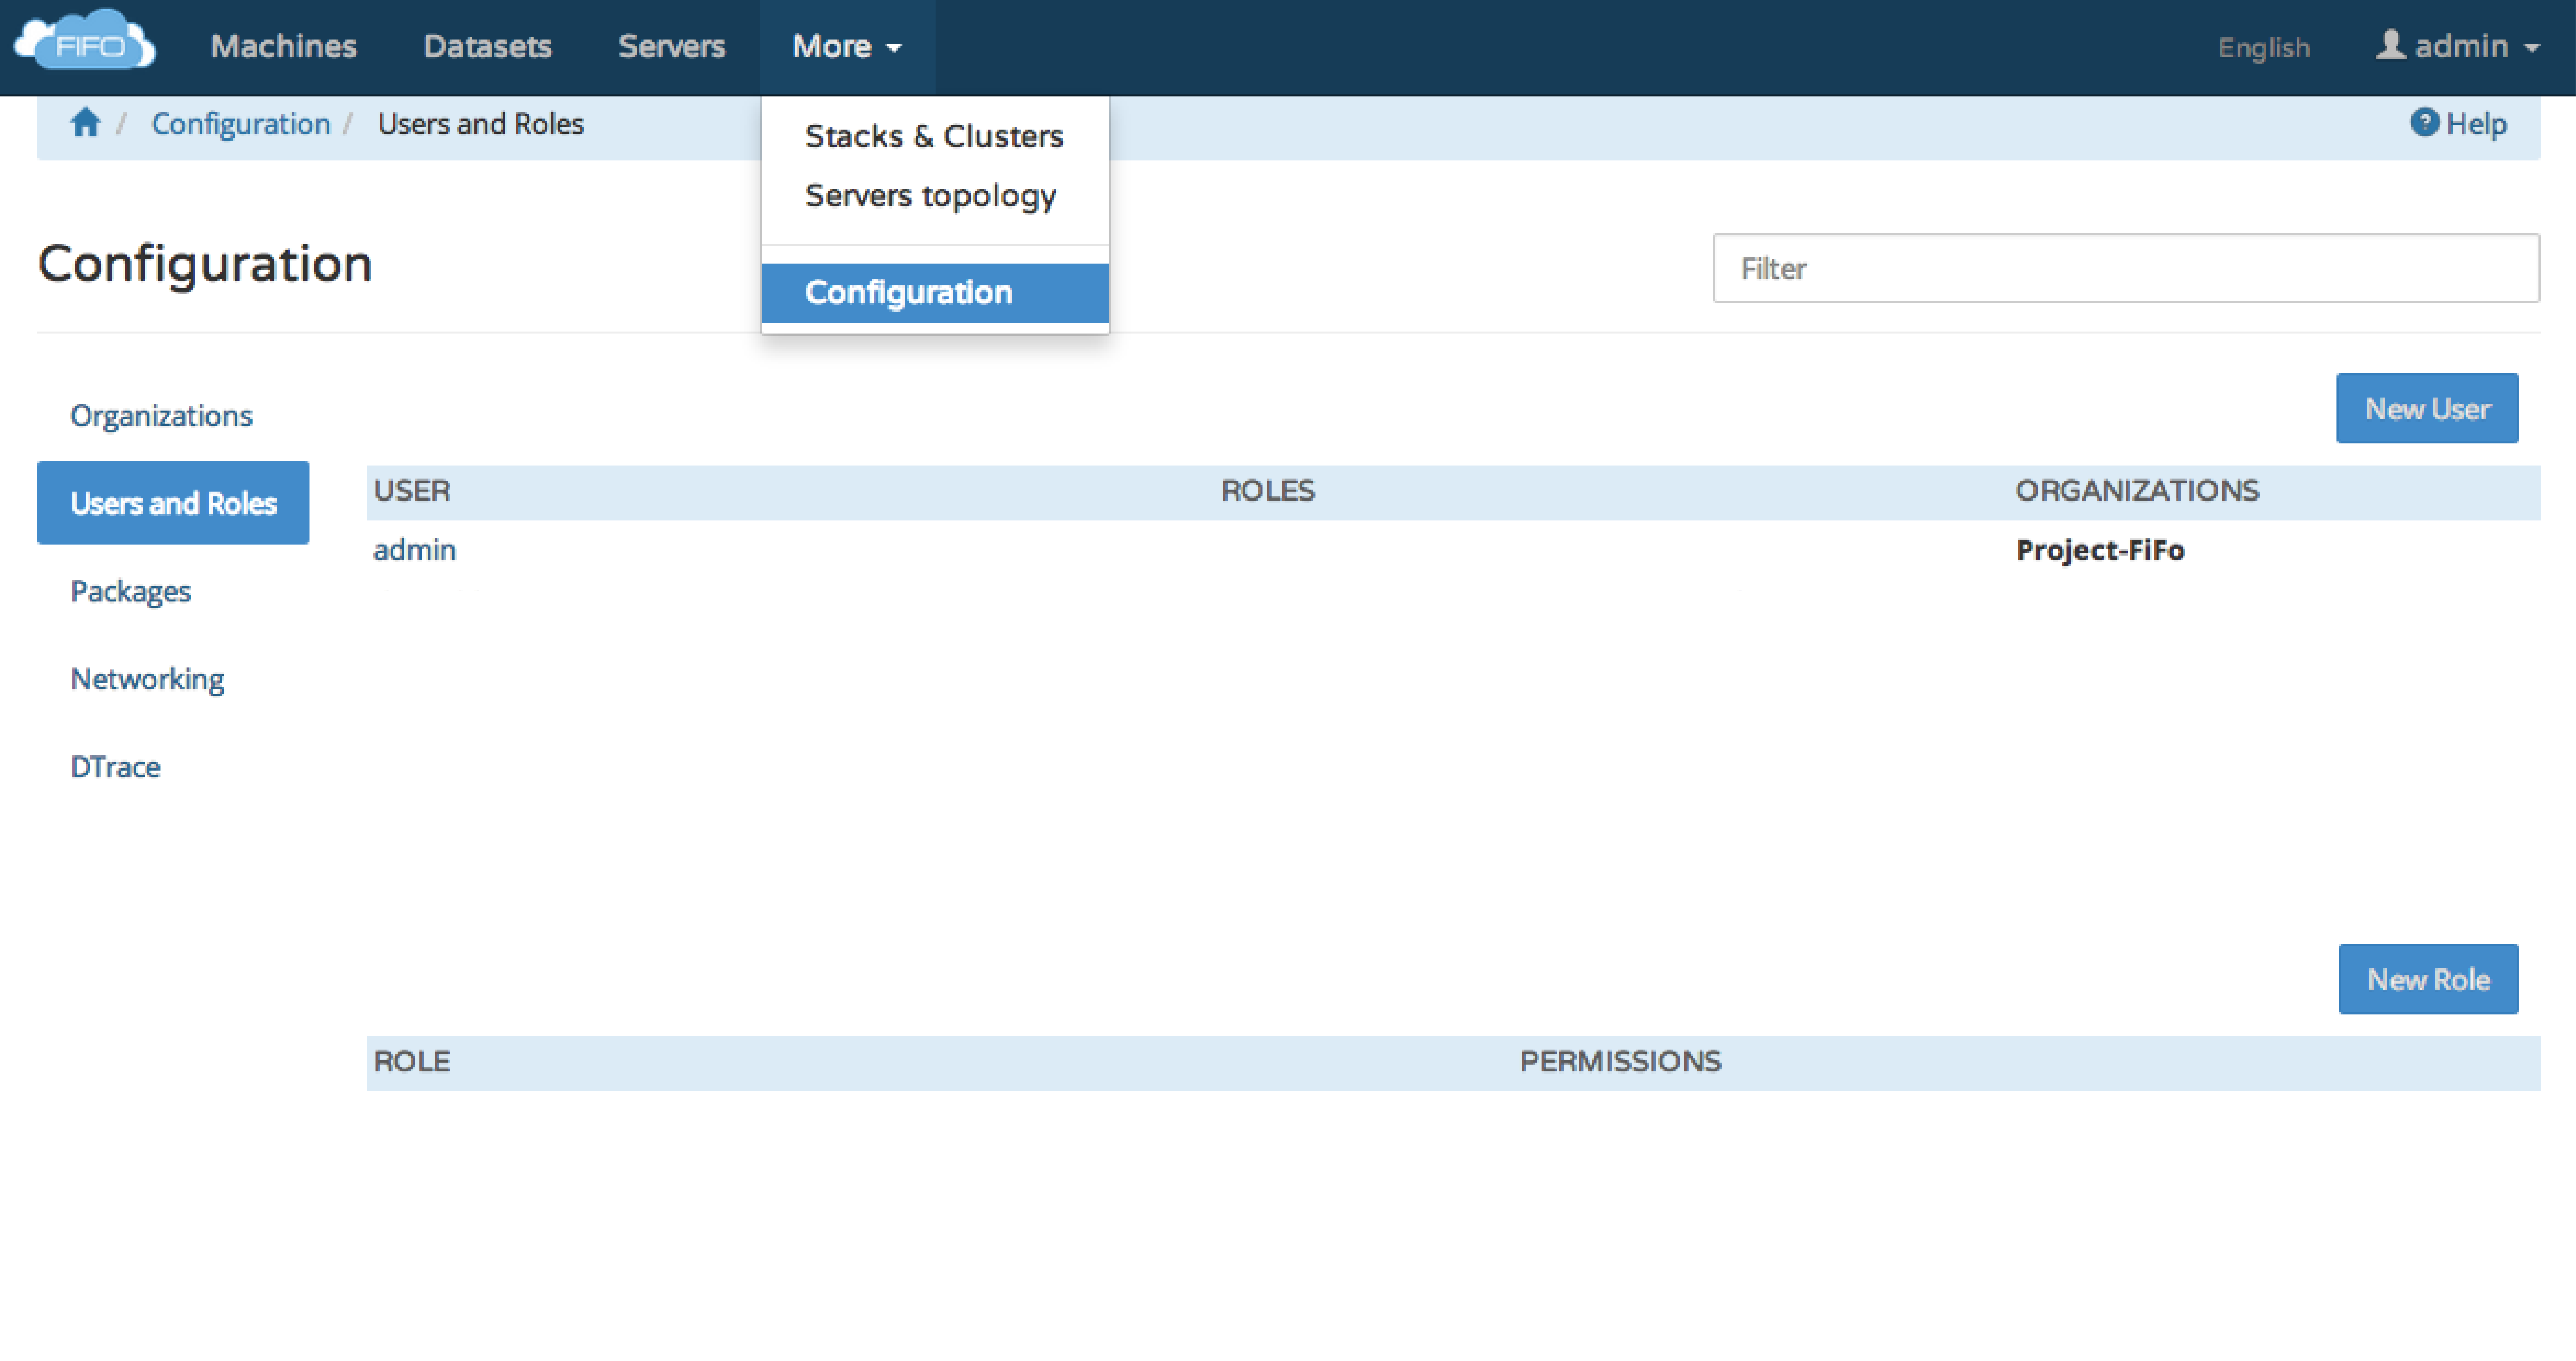 FIFO Machines Datasets Servers More English admin
/ Configuration / Users and Roles Help
Stacks & Clusters
Servers topology
Configuration
Configuration Filter
Organizations
Users and Roles
Packages
Networking
DTrace
New User
USER ROLES ORGANIZATIONS
admin Project-FiFo
New Role
ROLE PERMISSIONS